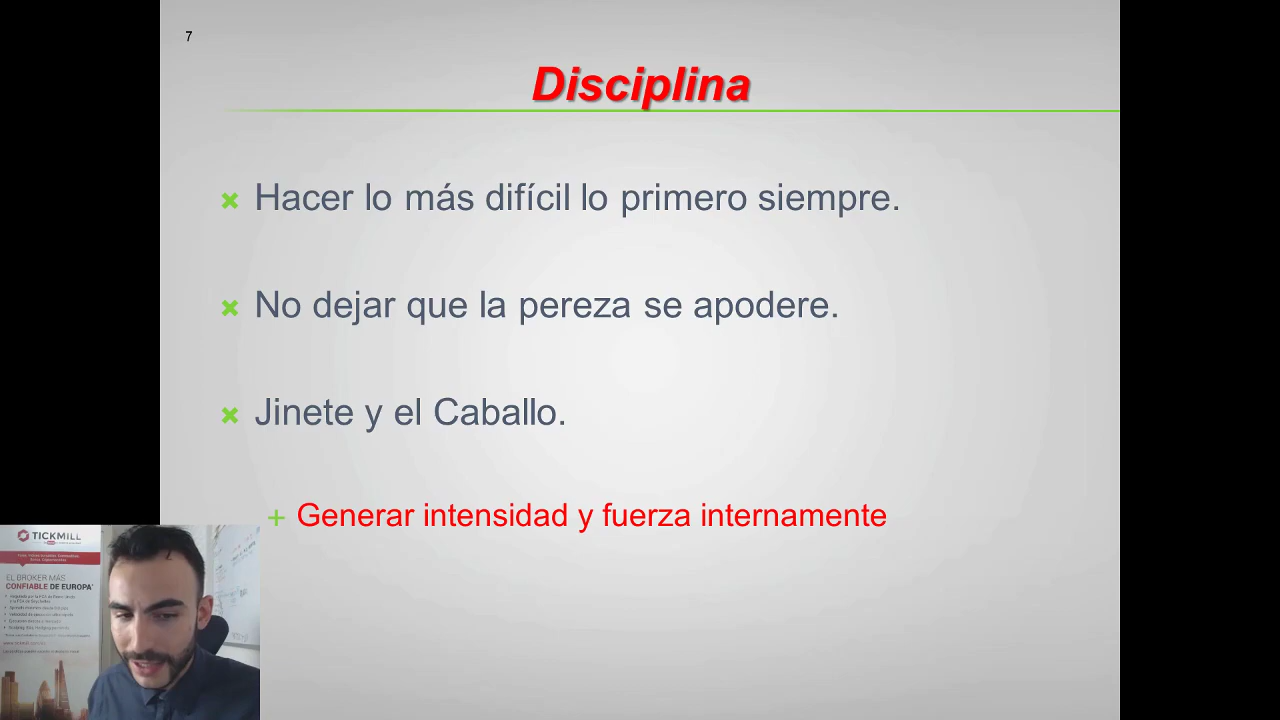 7
Disciplina
Hacer lo más difícil lo primero siempre.
No dejar que la pereza se apodere.
Jinete y el Caballo.
+ Generar intensidad y fuerza internamente
TICKMILL
EL BROKER MÁS
CONFIABLE DE EUROPA*